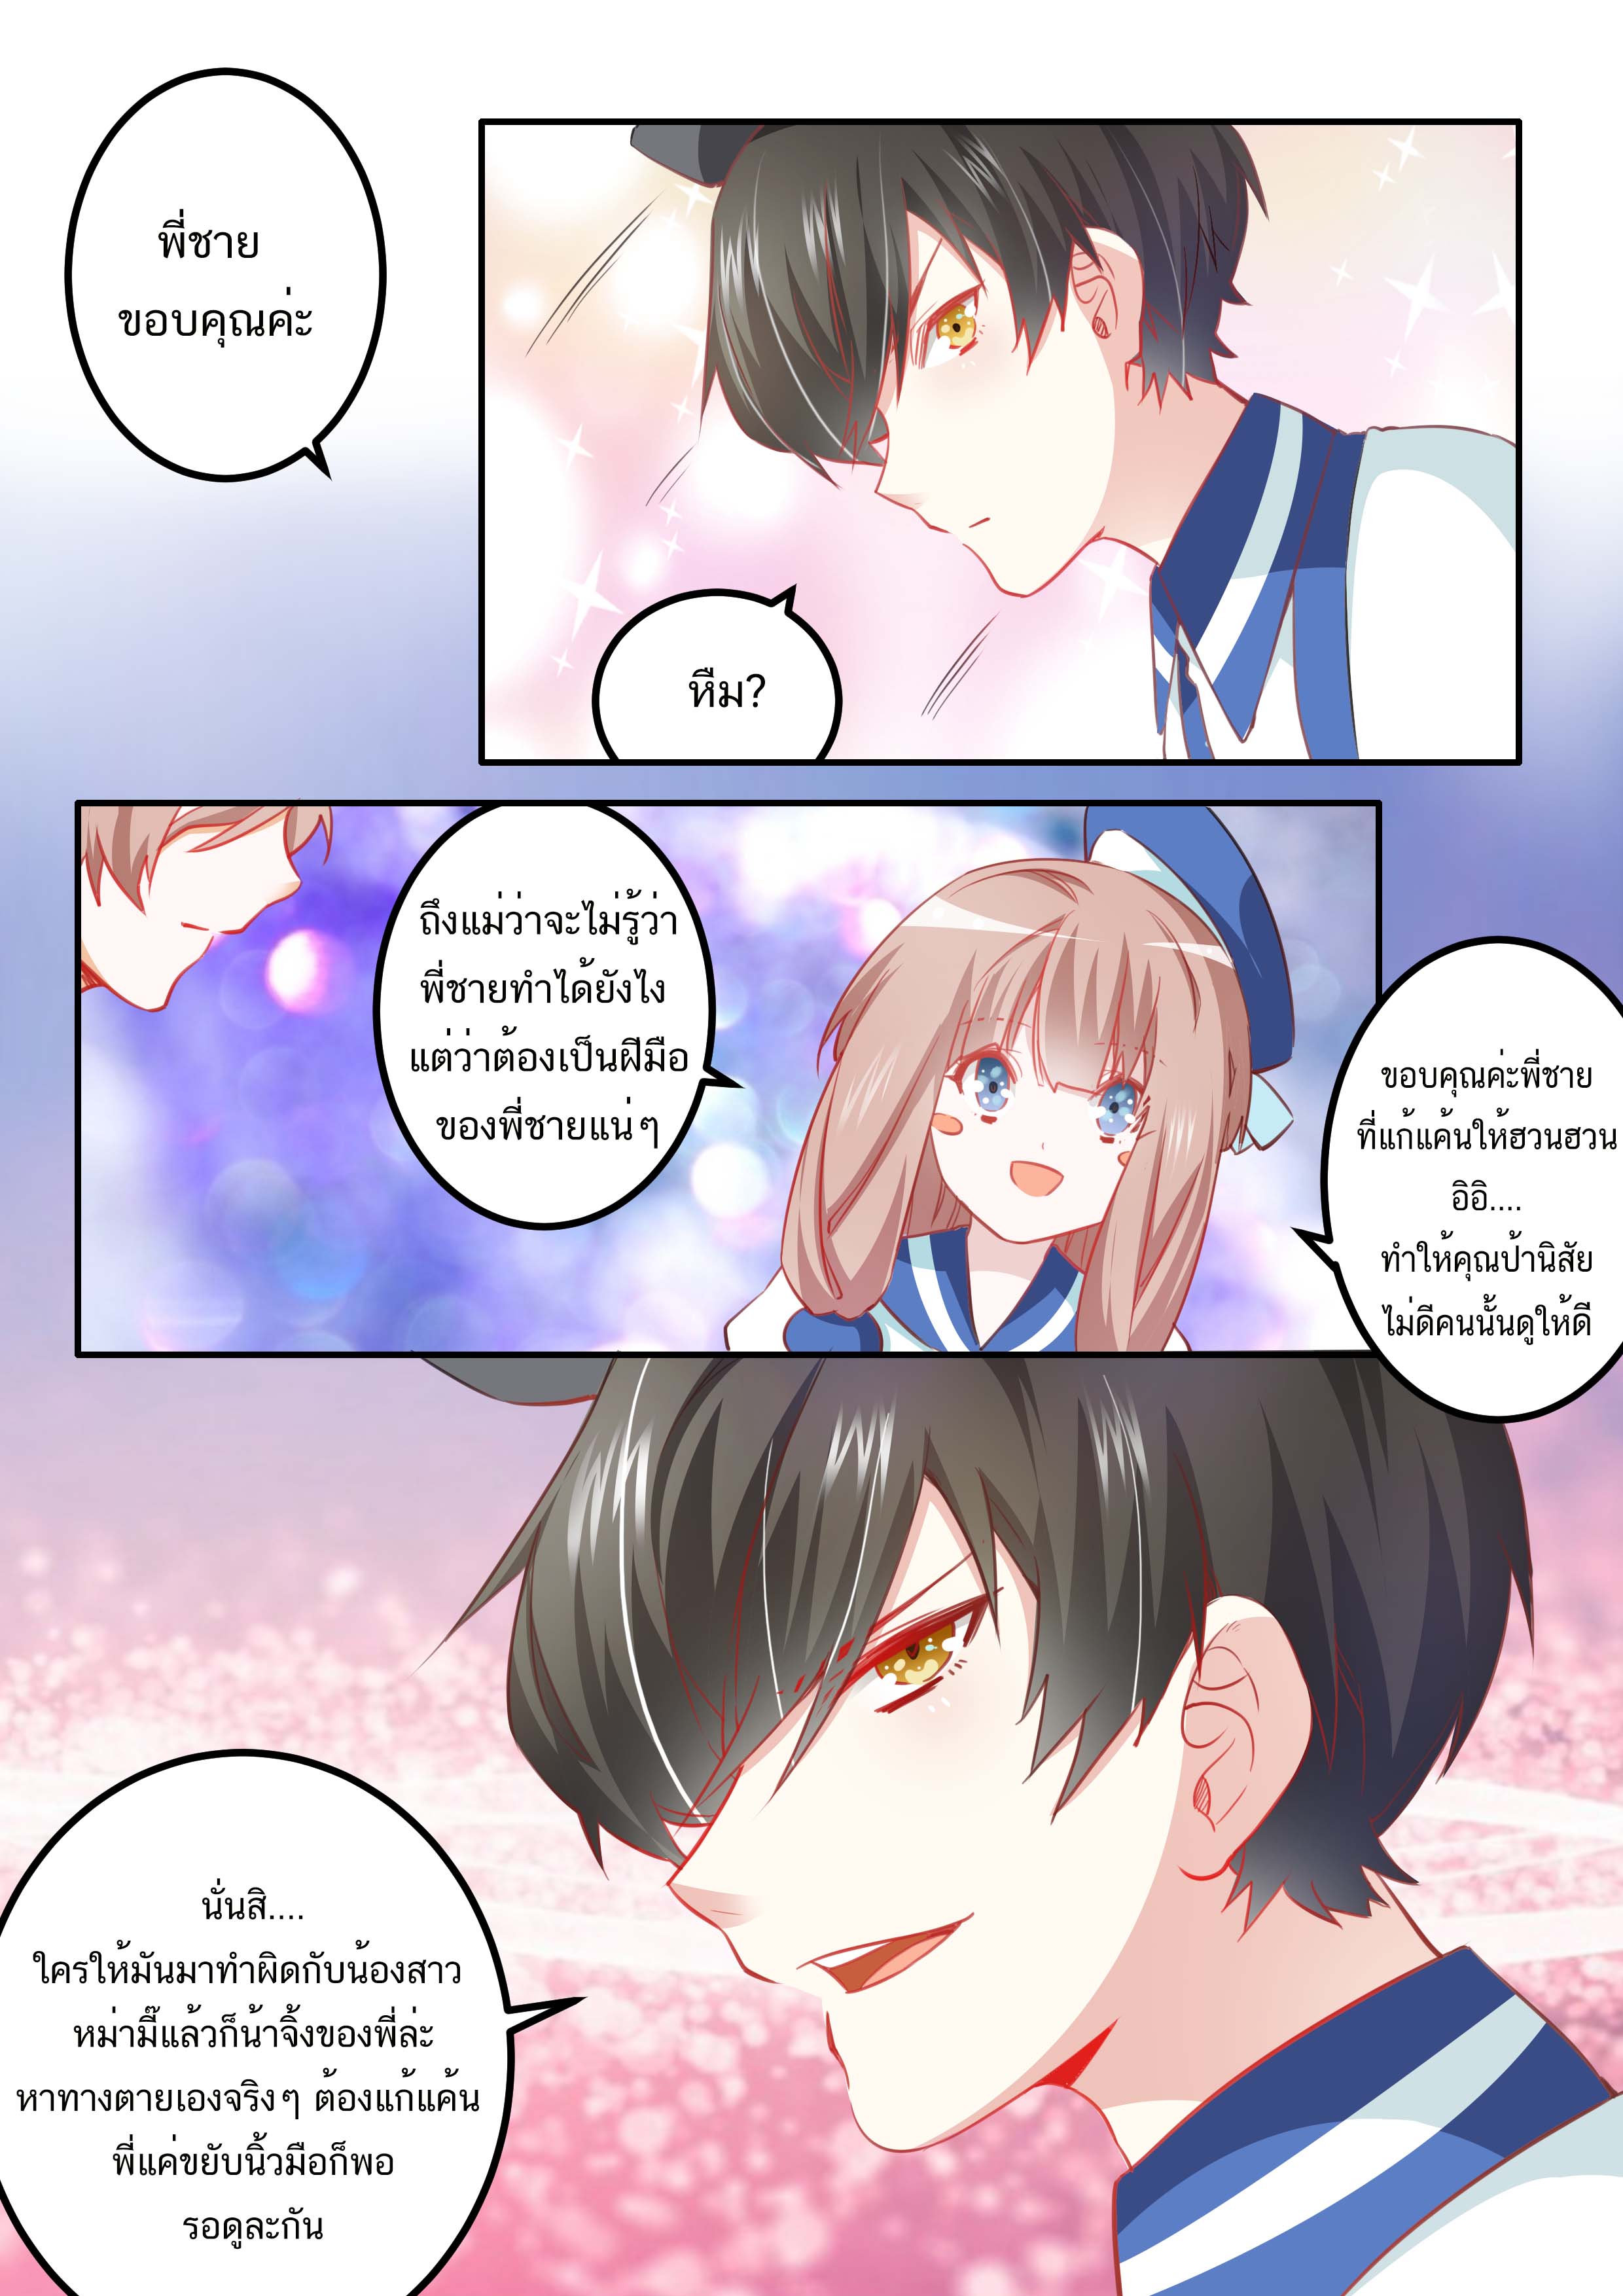 พี่ชาย
ขอบคุณค่ะ
หืม?
ถึงแม่ว่าจะไม่รู้ว่า
พี่ชายทำได้ยังไง
แต่ว่าต้องเป็นฝีมือ
ของพี่ชายแน่ๆ
ขอบคุณค่ะพี่ชาย
ที่แก้แค้นให้ฮวนฮวน
อิอิ....
ทำให้คุณป้านิสัย
ไม่ดีคนนั้นดูให้ดี
นั่นสิ....
ใครให้มันมาทำผิดกับน้องสาว
หม่ามี๊แล้วก็น้าจิ้งของพี่ล่ะ
หาทางตายเองจริงๆ ต้องแก้แค้น
พี่แค่ขยับนิ้วมือก็พอ
รอดูละกัน